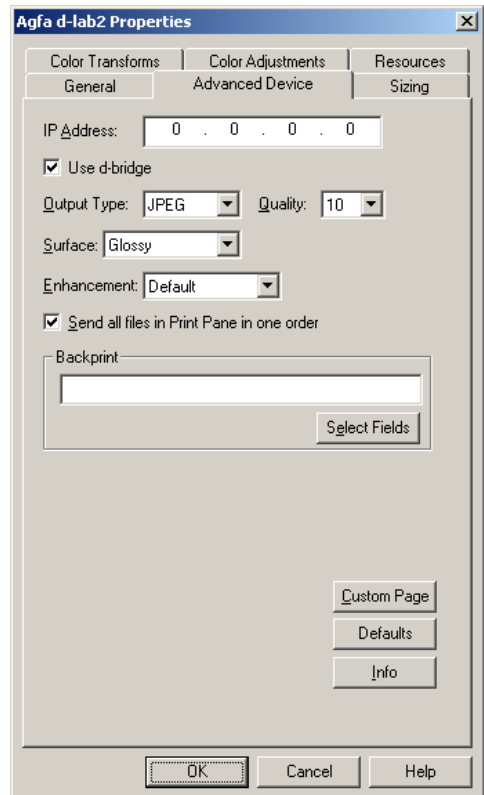 Agfa d-lab2 Properties
Color Transforms Color Adjustments Resources
General Advanced Device Sizing
IP Address: 0 . 0 . 0 . 0
Use d-bridge
Output Type: JPEG Quality: 10
Surface: Glossy
Enhancement: Default
Send all files in Print Pane in one order
Backprint
Select Fields
Custom Page
Defaults
Info
OK Cancel Help